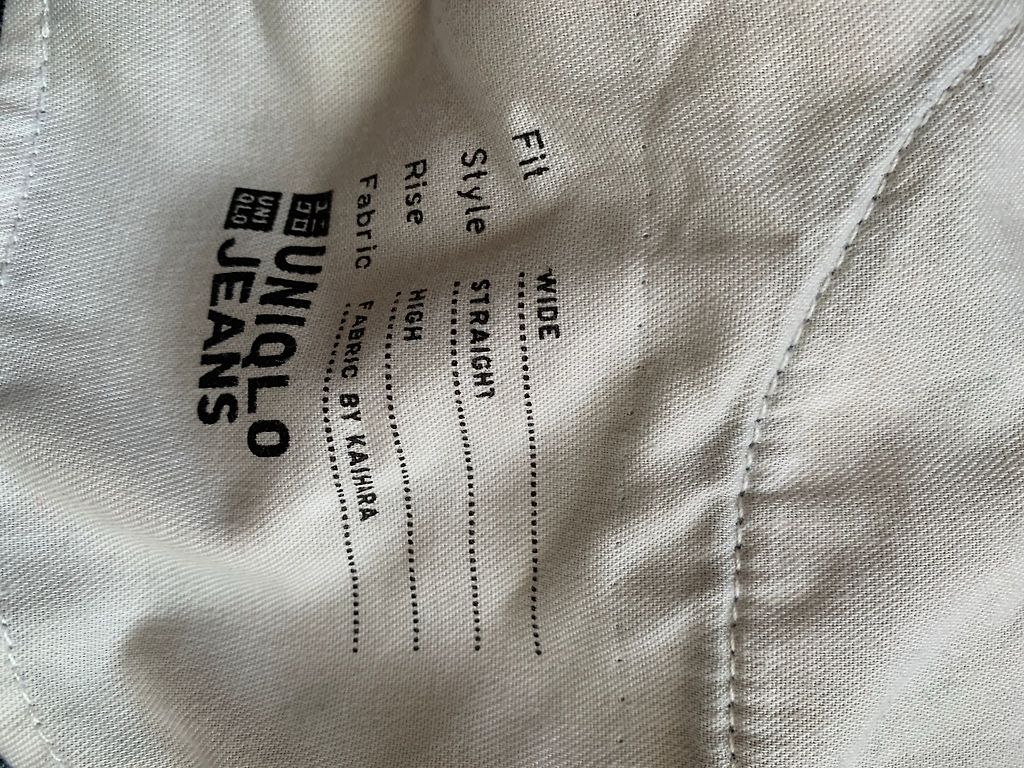 Fit WIDE
Style STRAIGHT
Rise HIGH
Fabric FABRIC BY KAIHARA
UNIQLO
UNI
QLO
JEANS